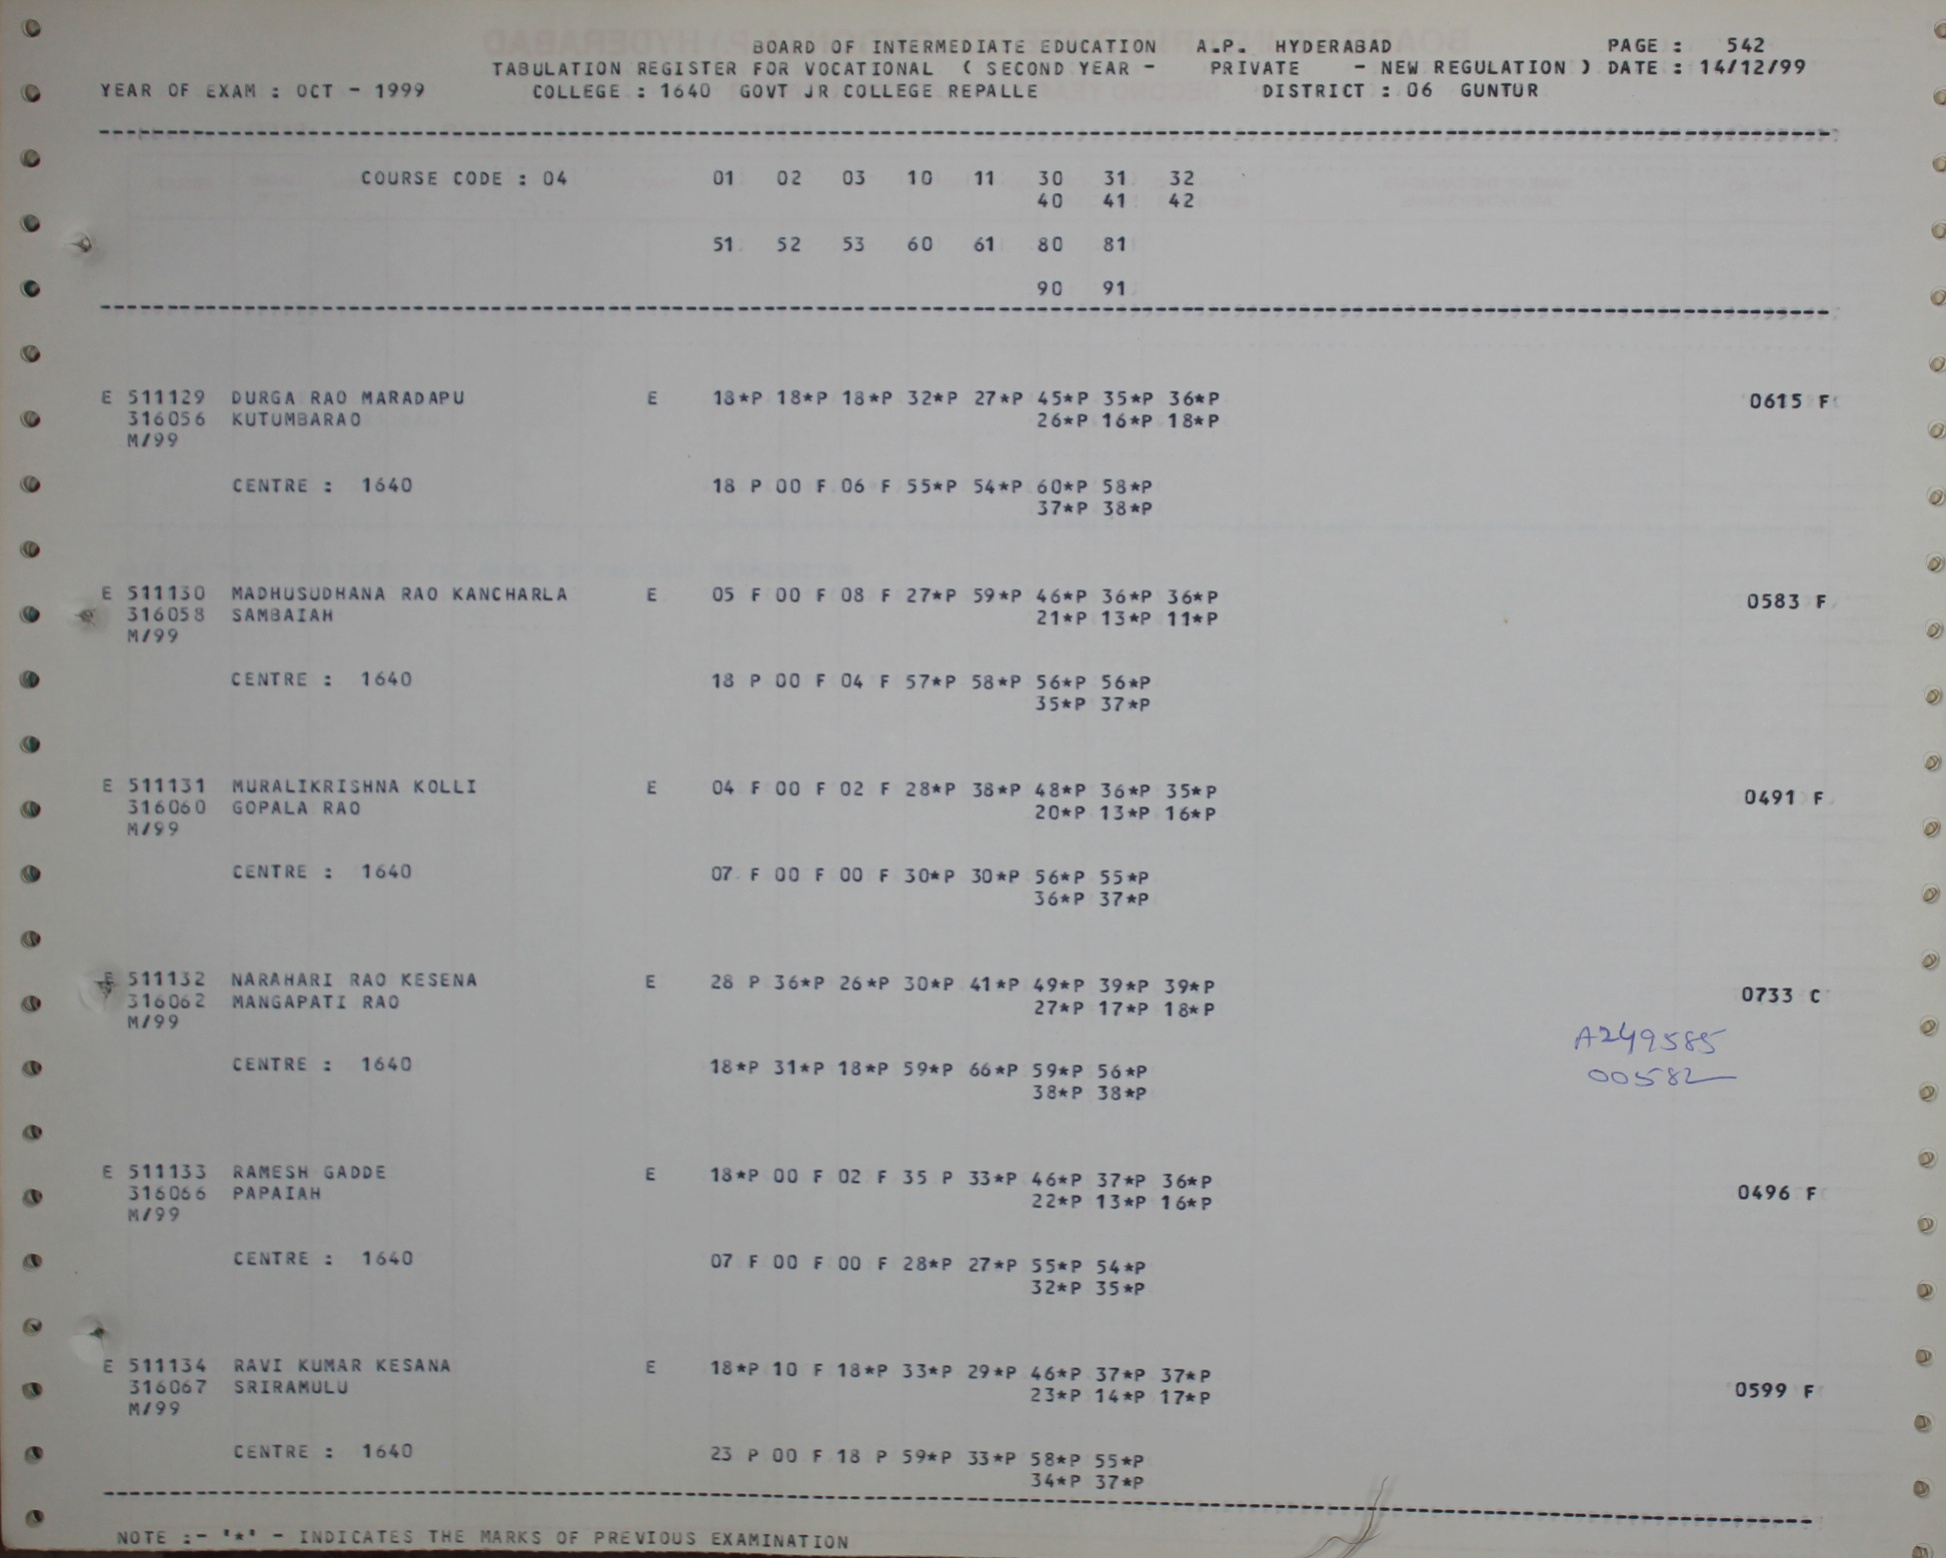 BOARD OF INTERMEDIATE EDUCATION A.P. HYDERABAD PAGE : 542
TABULATION REGISTER FOR VOCATIONAL ( SECOND YEAR - PRIVATE - NEW REGULATION ) DATE : 14/12/99
YEAR OF EXAM : OCT - 1999 COLLEGE : 1640 GOVT JR COLLEGE REPALLE DISTRICT : 06 GUNTUR
COURSE CODE : 04 01 02 03 10 11 30 31 32
40 41 42
51 52 53 60 61 80 81
90 91
E 511129 DURGA RAO MARADAPU E 18*P 18*P 18*P 32*P 27*P 45*P 35*P 36*P 0615 F
316056 KUTUMBARAO 26*P 16*P 18*P
M/99
CENTRE : 1640 18 P 00 F 06 F 55*P 54*P 60*P 58*P
37*P 38*P
E 511130 MADHUSUDHANA RAO KANCHARLA E 05 F 00 F 08 F 27*P 59*P 46*P 36*P 36*P 0583 F
316058 SAMBAIAH 21*P 13*P 11*P
M/99
CENTRE : 1640 18 P 00 F 04 F 57*P 58*P 56*P 56*P
35*P 37*P
E 511131 MURALIKRISHNA KOLLI E 04 F 00 F 02 F 28*P 38*P 48*P 36*P 35*P 0491 F
316060 GOPALA RAO 20*P 13*P 16*P
M/99
CENTRE : 1640 07 F 00 F 00 F 30*P 30*P 56*P 55*P
36*P 37*P
E 511132 NARAHARI RAO KESENA E 28 P 36*P 26*P 30*P 41*P 49*P 39*P 39*P 0733 C
316062 MANGAPATI RAO 27*P 17*P 18*P
M/99
A249585
CENTRE : 1640 18*P 31*P 18*P 59*P 66*P 59*P 56*P 00582
38*P 38*P
E 511133 RAMESH GADDE E 18*P 00 F 02 F 35 P 33*P 46*P 37*P 36*P 0496 F
316066 PAPAIAH 22*P 13*P 16*P
M/99
CENTRE : 1640 07 F 00 F 00 F 28*P 27*P 55*P 54*P
32*P 35*P
E 511134 RAVI KUMAR KESANA E 18*P 10 F 18*P 33*P 29*P 46*P 37*P 37*P 0599 F
316067 SRIRAMULU 23*P 14*P 17*P
M/99
CENTRE : 1640 23 P 00 F 18 P 59*P 33*P 58*P 55*P
34*P 37*P
NOTE :- '*' - INDICATES THE MARKS OF PREVIOUS EXAMINATION